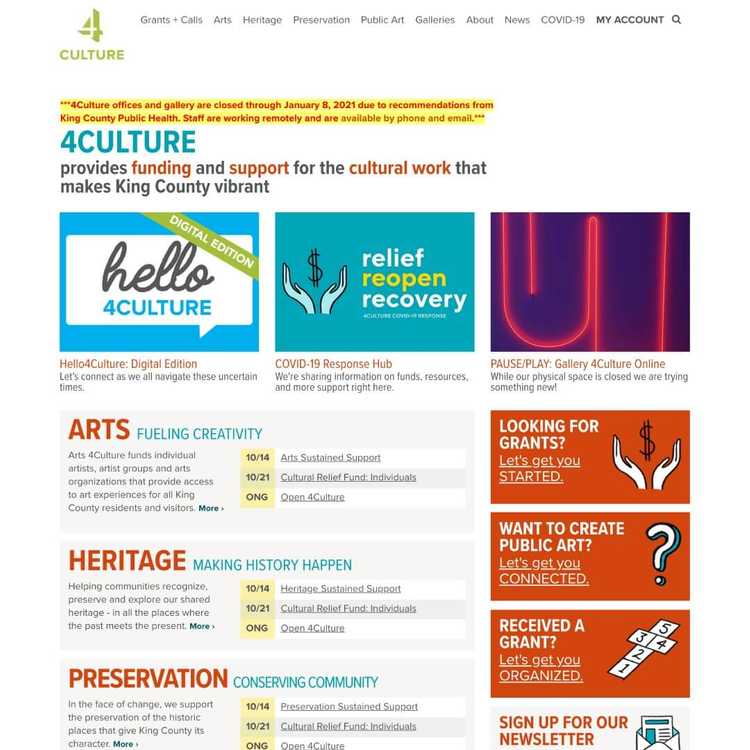 4
CULTURE
Grants + Calls Arts Heritage Preservation Public Art Galleries About News COVID-19 MY ACCOUNT
***4Culture offices and gallery are closed through January 8, 2021 due to recommendations from
King County Public Health. Staff are working remotely and are available by phone and email.***
4CULTURE
provides funding and support for the cultural work that
makes King County vibrant
DIGITAL EDITION
hello
4CULTURE
Hello4Culture: Digital Edition
Let's connect as we all navigate these uncertain
times.
$
relief
reopen
recovery
4CULTURE COVID-19 RESPONSE
COVID-19 Response Hub
We're sharing information on funds, resources,
and more support right here.
PAUSE/PLAY: Gallery 4Culture Online
While our physical space is closed we are trying
something new!
ARTS FUELING CREATIVITY
Arts 4Culture funds individual
artists, artist groups and arts
organizations that provide access
to art experiences for all King
County residents and visitors. More ›
10/14 Arts Sustained Support
10/21 Cultural Relief Fund: Individuals
ONG Open 4Culture
HERITAGE MAKING HISTORY HAPPEN
Helping communities recognize,
preserve and explore our shared
heritage - in all the places where
the past meets the present. More ›
10/14 Heritage Sustained Support
10/21 Cultural Relief Fund: Individuals
ONG Open 4Culture
PRESERVATION CONSERVING COMMUNITY
In the face of change, we support
the preservation of the historic
places that give King County its
character. More ›
10/14 Preservation Sustained Support
10/21 Cultural Relief Fund: Individuals
ONG Open 4Culture
LOOKING FOR
GRANTS?
Let's get you
STARTED.
$
WANT TO CREATE
PUBLIC ART?
Let's get you
CONNECTED.
?
RECEIVED A
GRANT?
Let's get you
ORGANIZED.
5
4
3
2
1
SIGN UP FOR OUR
NEWSLETTER